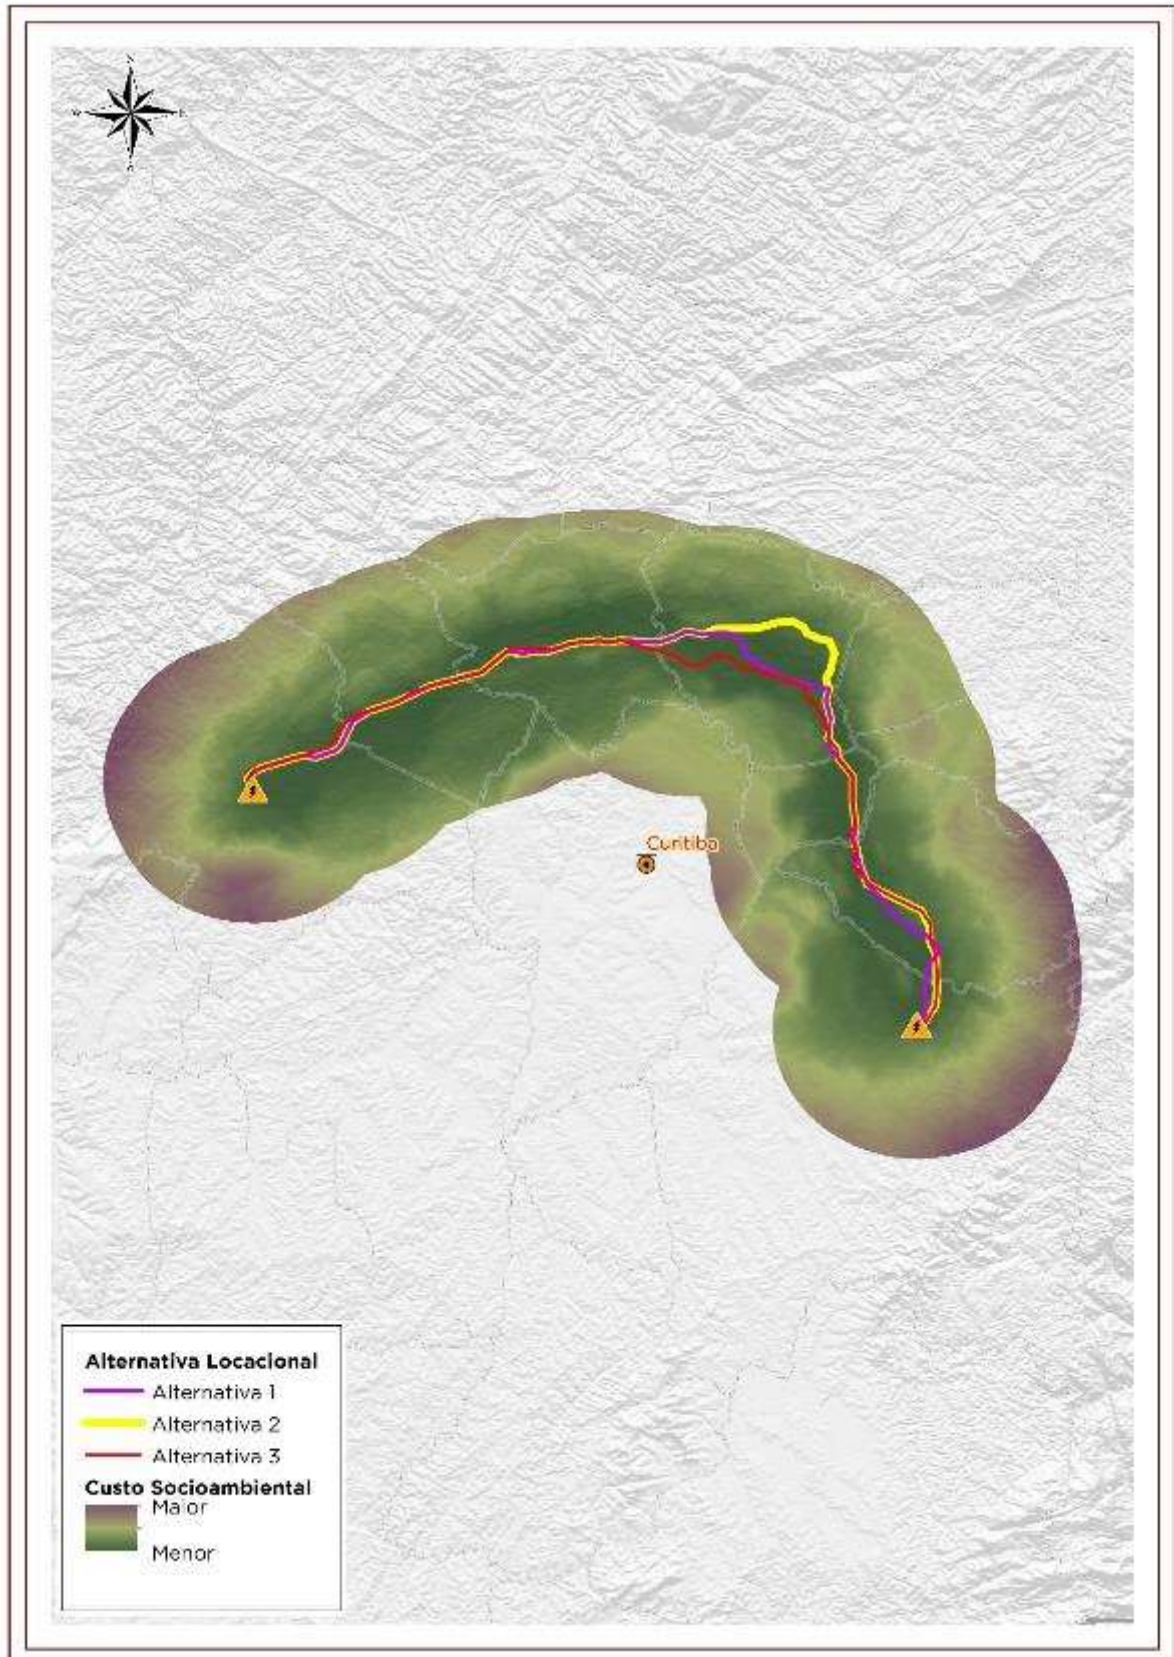 N
Curitiba
Alternativa Locacional
Alternativa 1
Alternativa 2
Alternativa 3
Custo Socioambiental
Maior
Menor